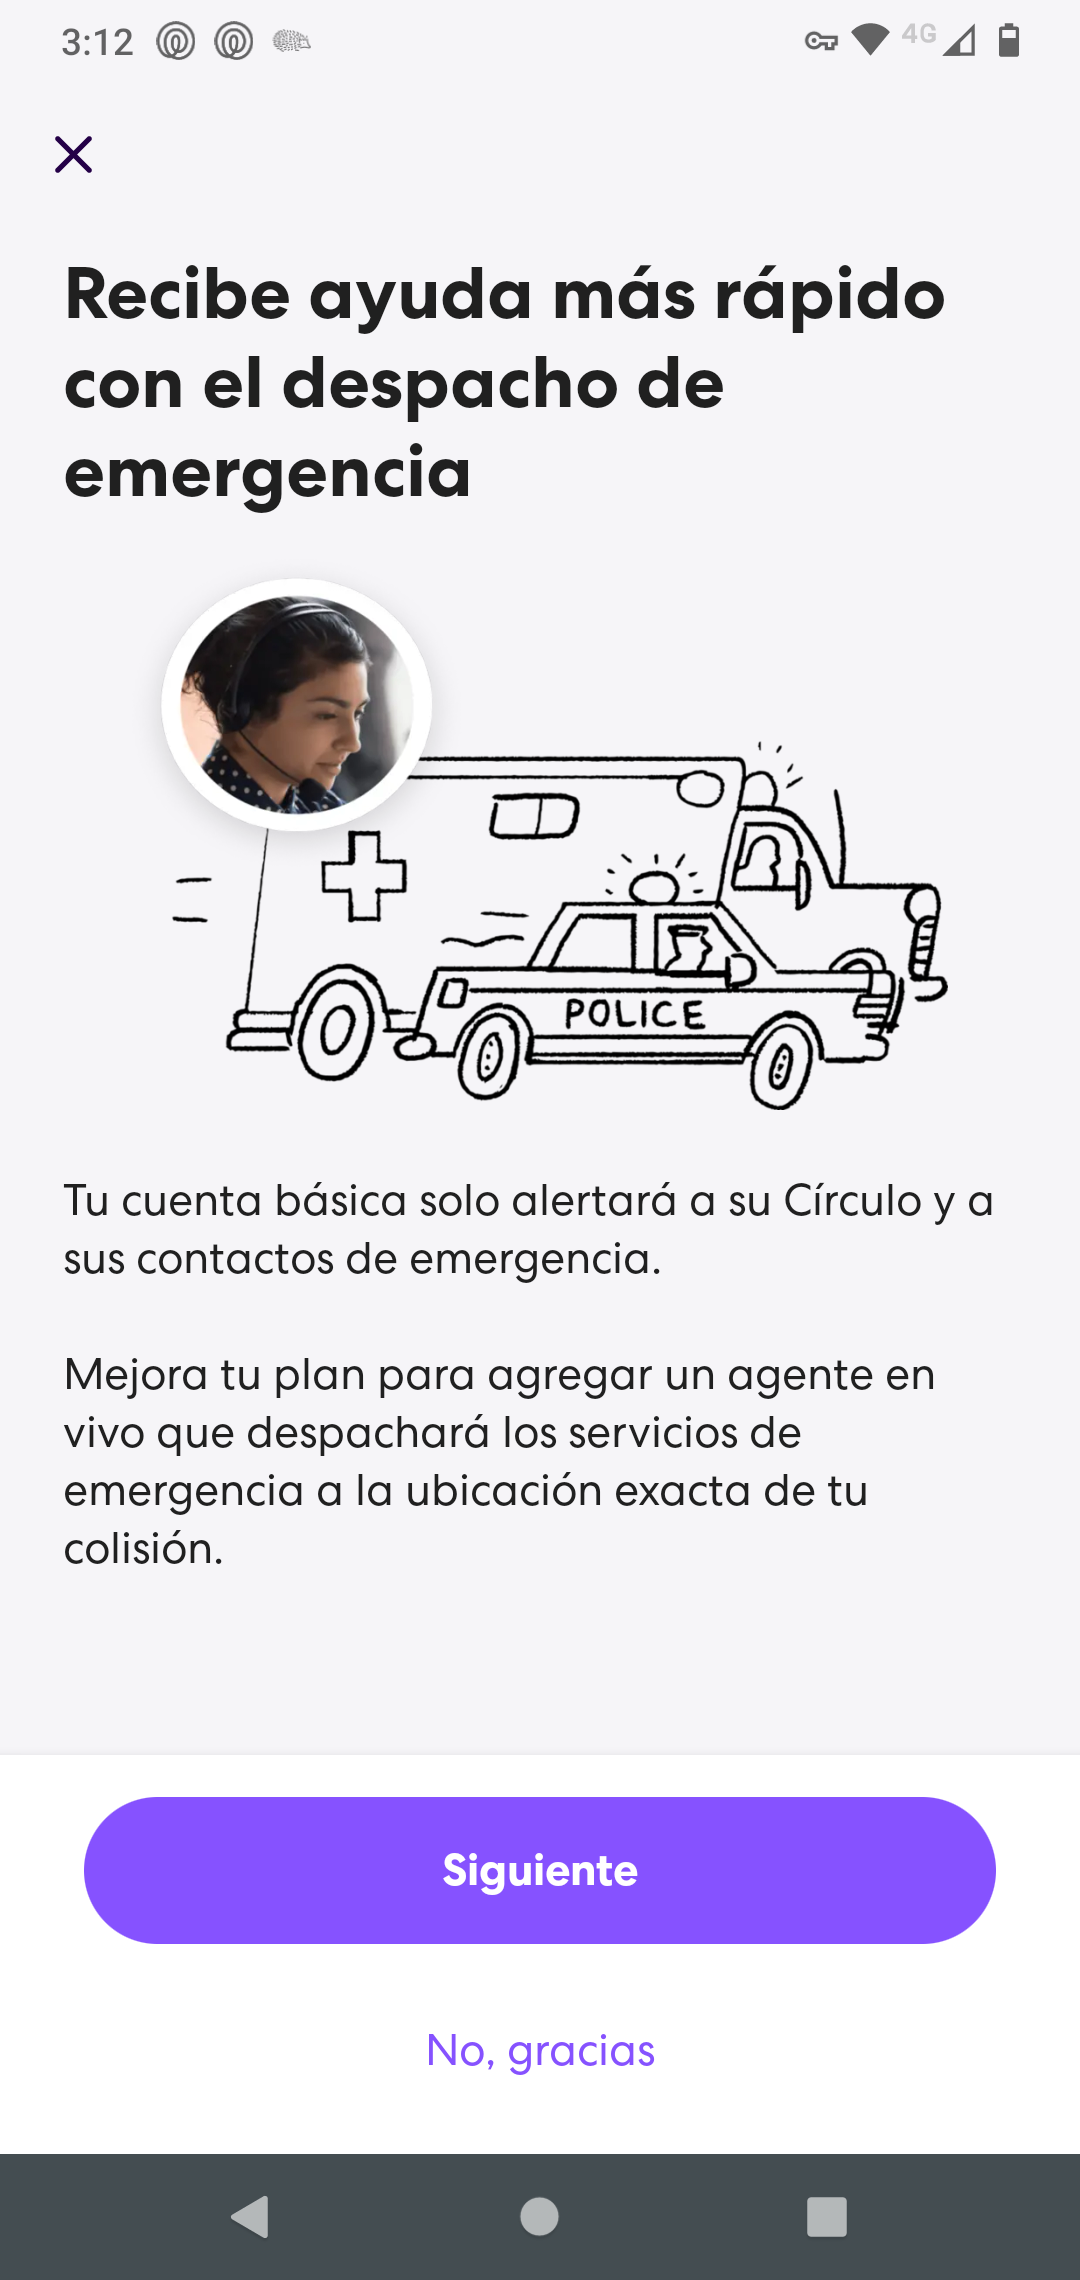 3:12
4G
Recibe ayuda más rápido
con el despacho de
emergencia
POLICE
Tu cuenta básica solo alertará a su Círculo y a
sus contactos de emergencia.
Mejora tu plan para agregar un agente en
vivo que despachará los servicios de
emergencia a la ubicación exacta de tu
colisión.
Siguiente
No, gracias